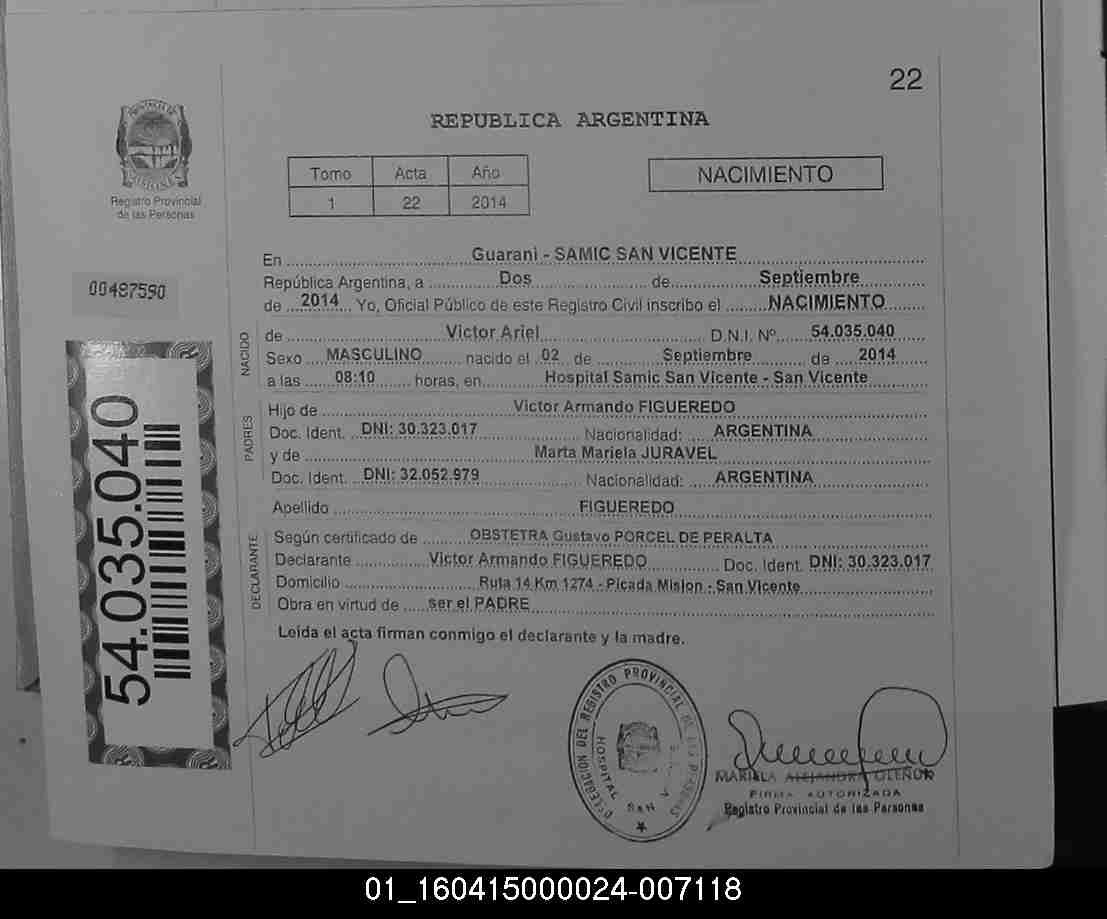 22
PROVINCIA DE
MISIONES
Registro Provincial
de las Personas
REPUBLICA ARGENTINA
Tomo Acta Año
1 22 2014
NACIMIENTO
00487590
54.035.040
En Guaraní - SAMIC SAN VICENTE
República Argentina, a Dos de Septiembre
de 2014 Yo, Oficial Público de este Registro Civil inscribo el NACIMIENTO
NACIDO
de Victor Ariel D.N.I. Nº 54.035.040
Sexo MASCULINO nacido el 02 de Septiembre de 2014
a las 08:10 horas, en Hospital Samic San Vicente - San Vicente
PADRES
Hijo de Victor Armando FIGUEREDO
Doc. Ident. DNI: 30.323.017 Nacionalidad: ARGENTINA
y de Marta Mariela JURAVEL
Doc. Ident. DNI: 32.052.979 Nacionalidad: ARGENTINA
Apellido FIGUEREDO
DECLARANTE
Según certificado de OBSTETRA Gustavo PORCEL DE PERALTA
Declarante Victor Armando FIGUEREDO Doc. Ident. DNI: 30.323.017
Domicilio Ruta 14 Km 1274 - Picada Mision - San Vicente
Obra en virtud de ser el PADRE
Leída el acta firman conmigo el declarante y la madre.
DELEGACION DEL REGISTRO PROVINCIAL DE LAS PERSONAS
HOSPITAL SAN
MARIELA ALEJANDRA
FIRMA AUTORIZADA
Registro Provincial de las Personas
01_160415000024-007118